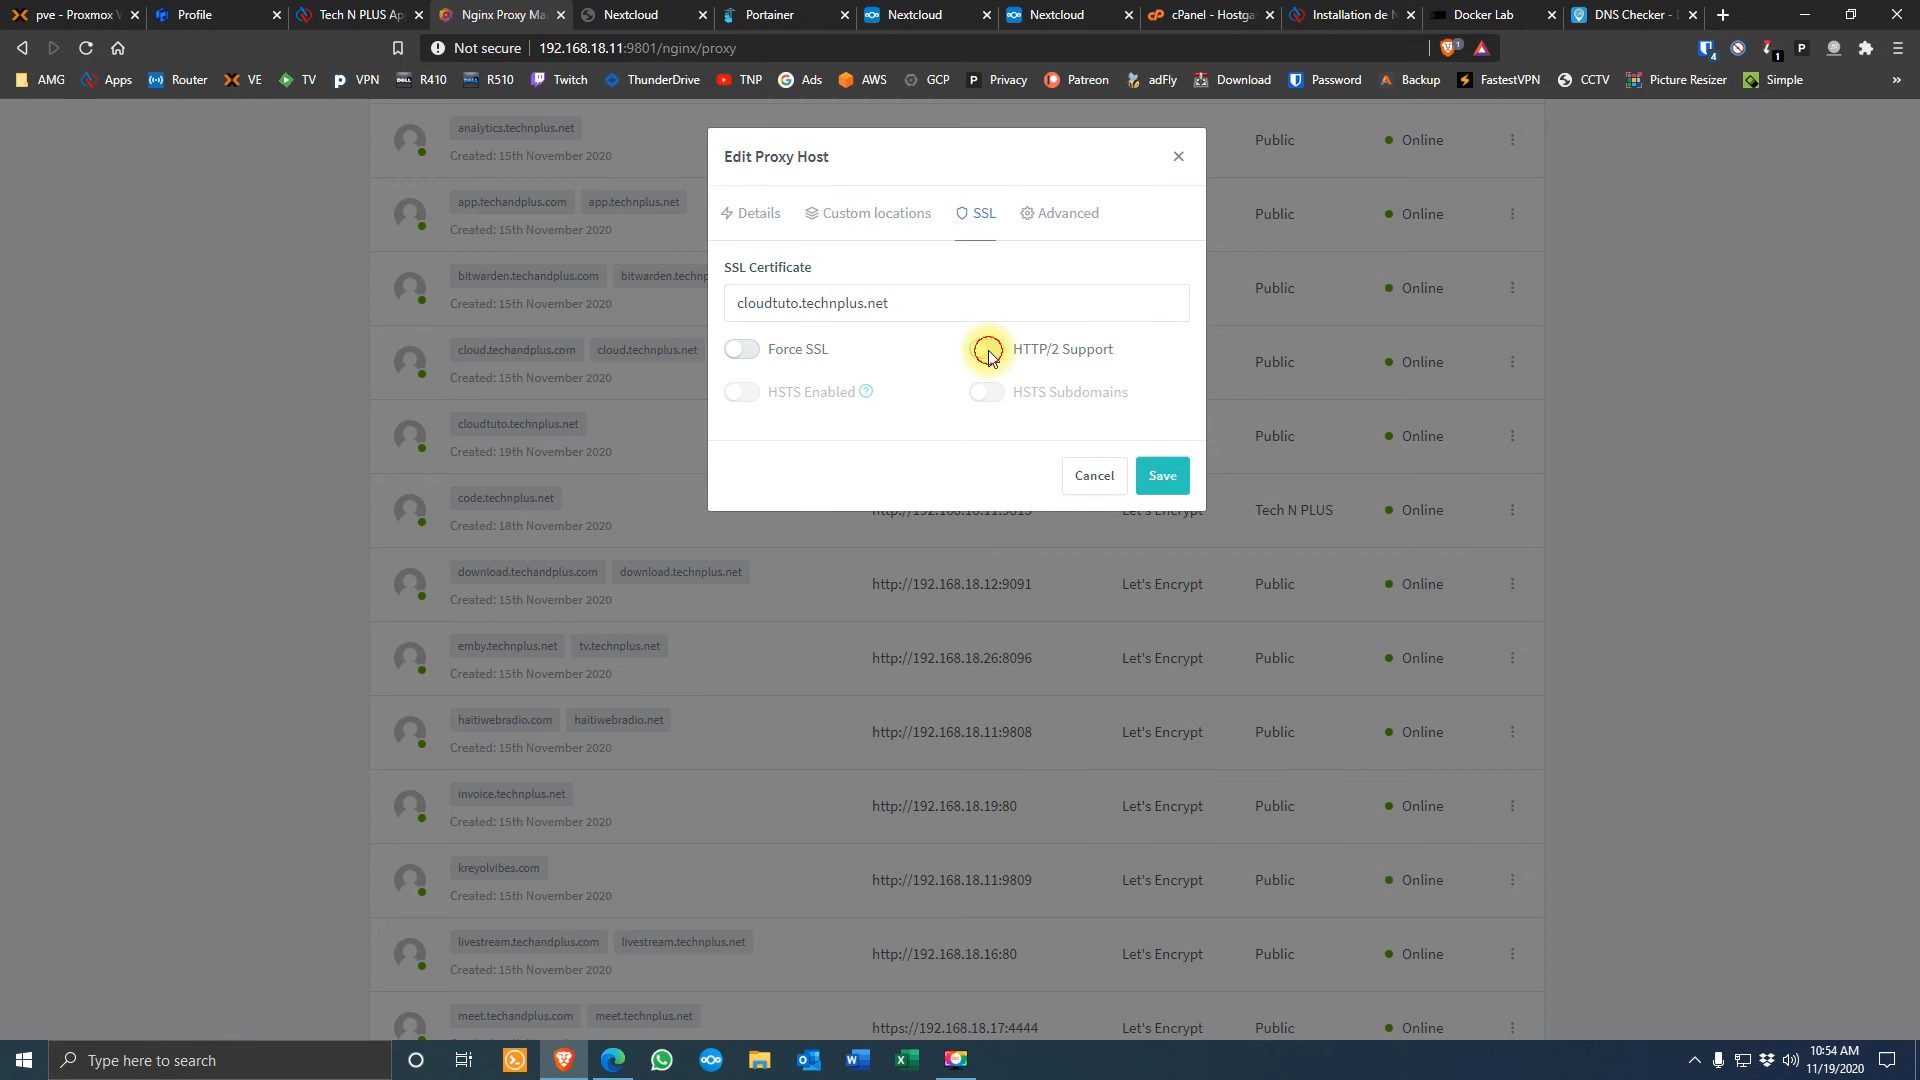 pve - Proxmox V
Profile
Tech N PLUS Ap
Nginx Proxy Ma
Nextcloud
Portainer
Nextcloud
Nextcloud
cPanel - Hostga
Installation de N
Docker Lab
DNS Checker - D
Not secure 192.168.18.11:9801/nginx/proxy
1
4
1
P
AMG Apps Router VE TV VPN R410 R510 Twitch ThunderDrive TNP Ads AWS GCP Privacy Patreon adFly Download Password Backup FastestVPN CCTV Picture Resizer Simple
analytics.technplus.net
Created: 15th November 2020
Public
Online
app.techandplus.com app.technplus.net
Created: 15th November 2020
Public
Online
bitwarden.techandplus.com bitwarden.technp
Created: 15th November 2020
Public
Online
cloud.techandplus.com cloud.technplus.net
Created: 15th November 2020
Public
Online
cloudtuto.technplus.net
Created: 19th November 2020
Public
Online
Edit Proxy Host
Details
Custom locations
SSL
Advanced
SSL Certificate
cloudtuto.technplus.net
Force SSL
HTTP/2 Support
HSTS Enabled
HSTS Subdomains
Cancel
Save
code.technplus.net
Created: 18th November 2020
http://192.168.18.11:9813
Let's Encrypt
Tech N PLUS
Online
download.techandplus.com download.technplus.net
Created: 15th November 2020
http://192.168.18.12:9091
Let's Encrypt
Public
Online
emby.technplus.net tv.technplus.net
Created: 15th November 2020
http://192.168.18.26:8096
Let's Encrypt
Public
Online
haitiwebradio.com haitiwebradio.net
Created: 15th November 2020
http://192.168.18.11:9808
Let's Encrypt
Public
Online
invoice.technplus.net
Created: 15th November 2020
http://192.168.18.19:80
Let's Encrypt
Public
Online
kreyolvibes.com
Created: 15th November 2020
http://192.168.18.11:9809
Let's Encrypt
Public
Online
livestream.techandplus.com livestream.technplus.net
Created: 15th November 2020
http://192.168.18.16:80
Let's Encrypt
Public
Online
meet.techandplus.com meet.technplus.net
https://192.168.18.17:4444
Let's Encrypt
Public
Online
Type here to search
10:54 AM
11/19/2020